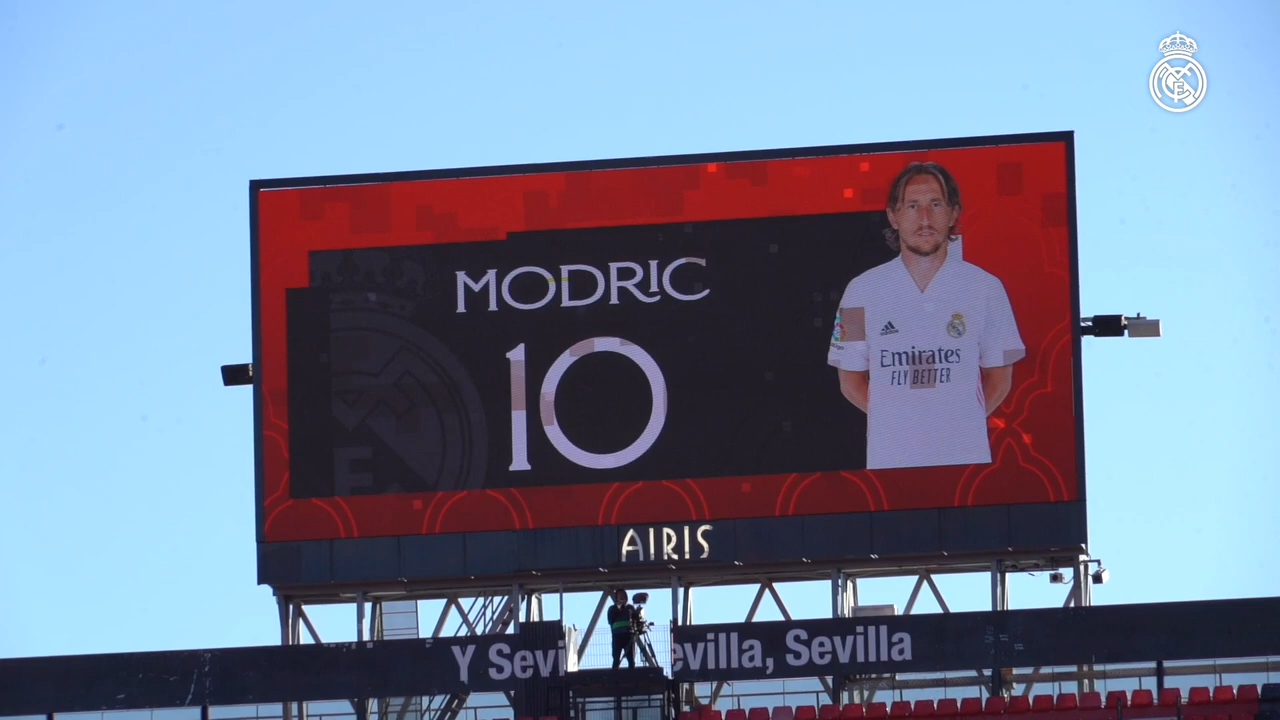 MODRIC
10
Emirates
FLY BETTER
AIRIS
Y Sevi
evilla, Sevilla